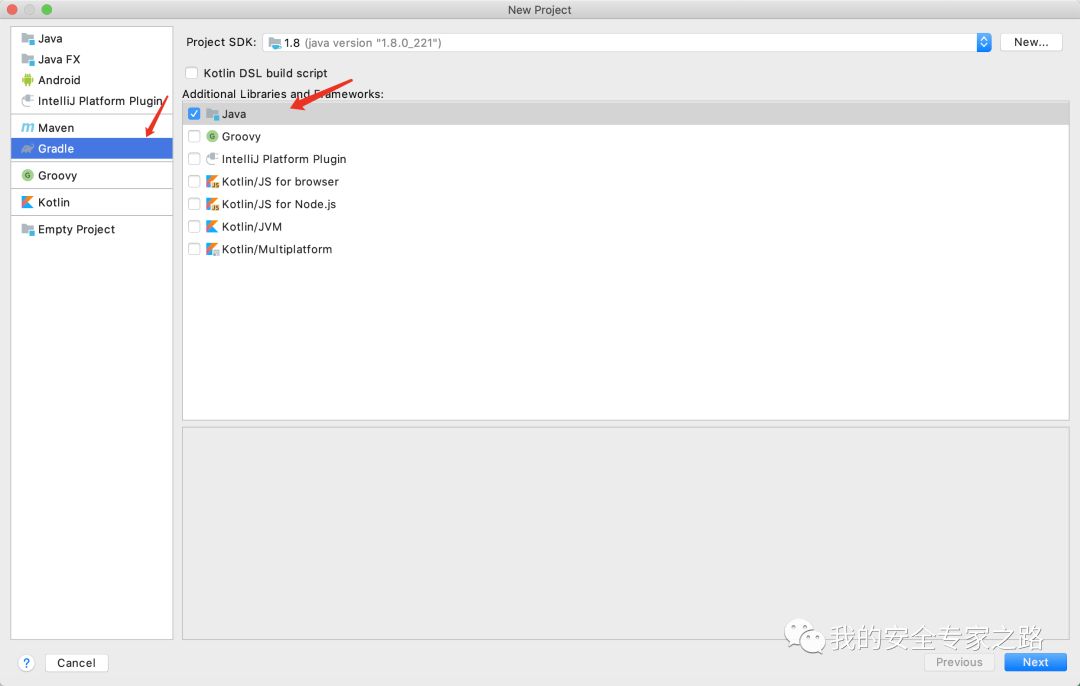 New Project
Java
Java FX
Android
IntelliJ Platform Plugin
Maven
Gradle
Groovy
Kotlin
Empty Project
Project SDK: 1.8 (java version "1.8.0_221") New...
Kotlin DSL build script
Additional Libraries and Frameworks:
Java
Groovy
IntelliJ Platform Plugin
Kotlin/JS for browser
Kotlin/JS for Node.js
Kotlin/JVM
Kotlin/Multiplatform
我的安全专家之路
? Cancel Previous Next